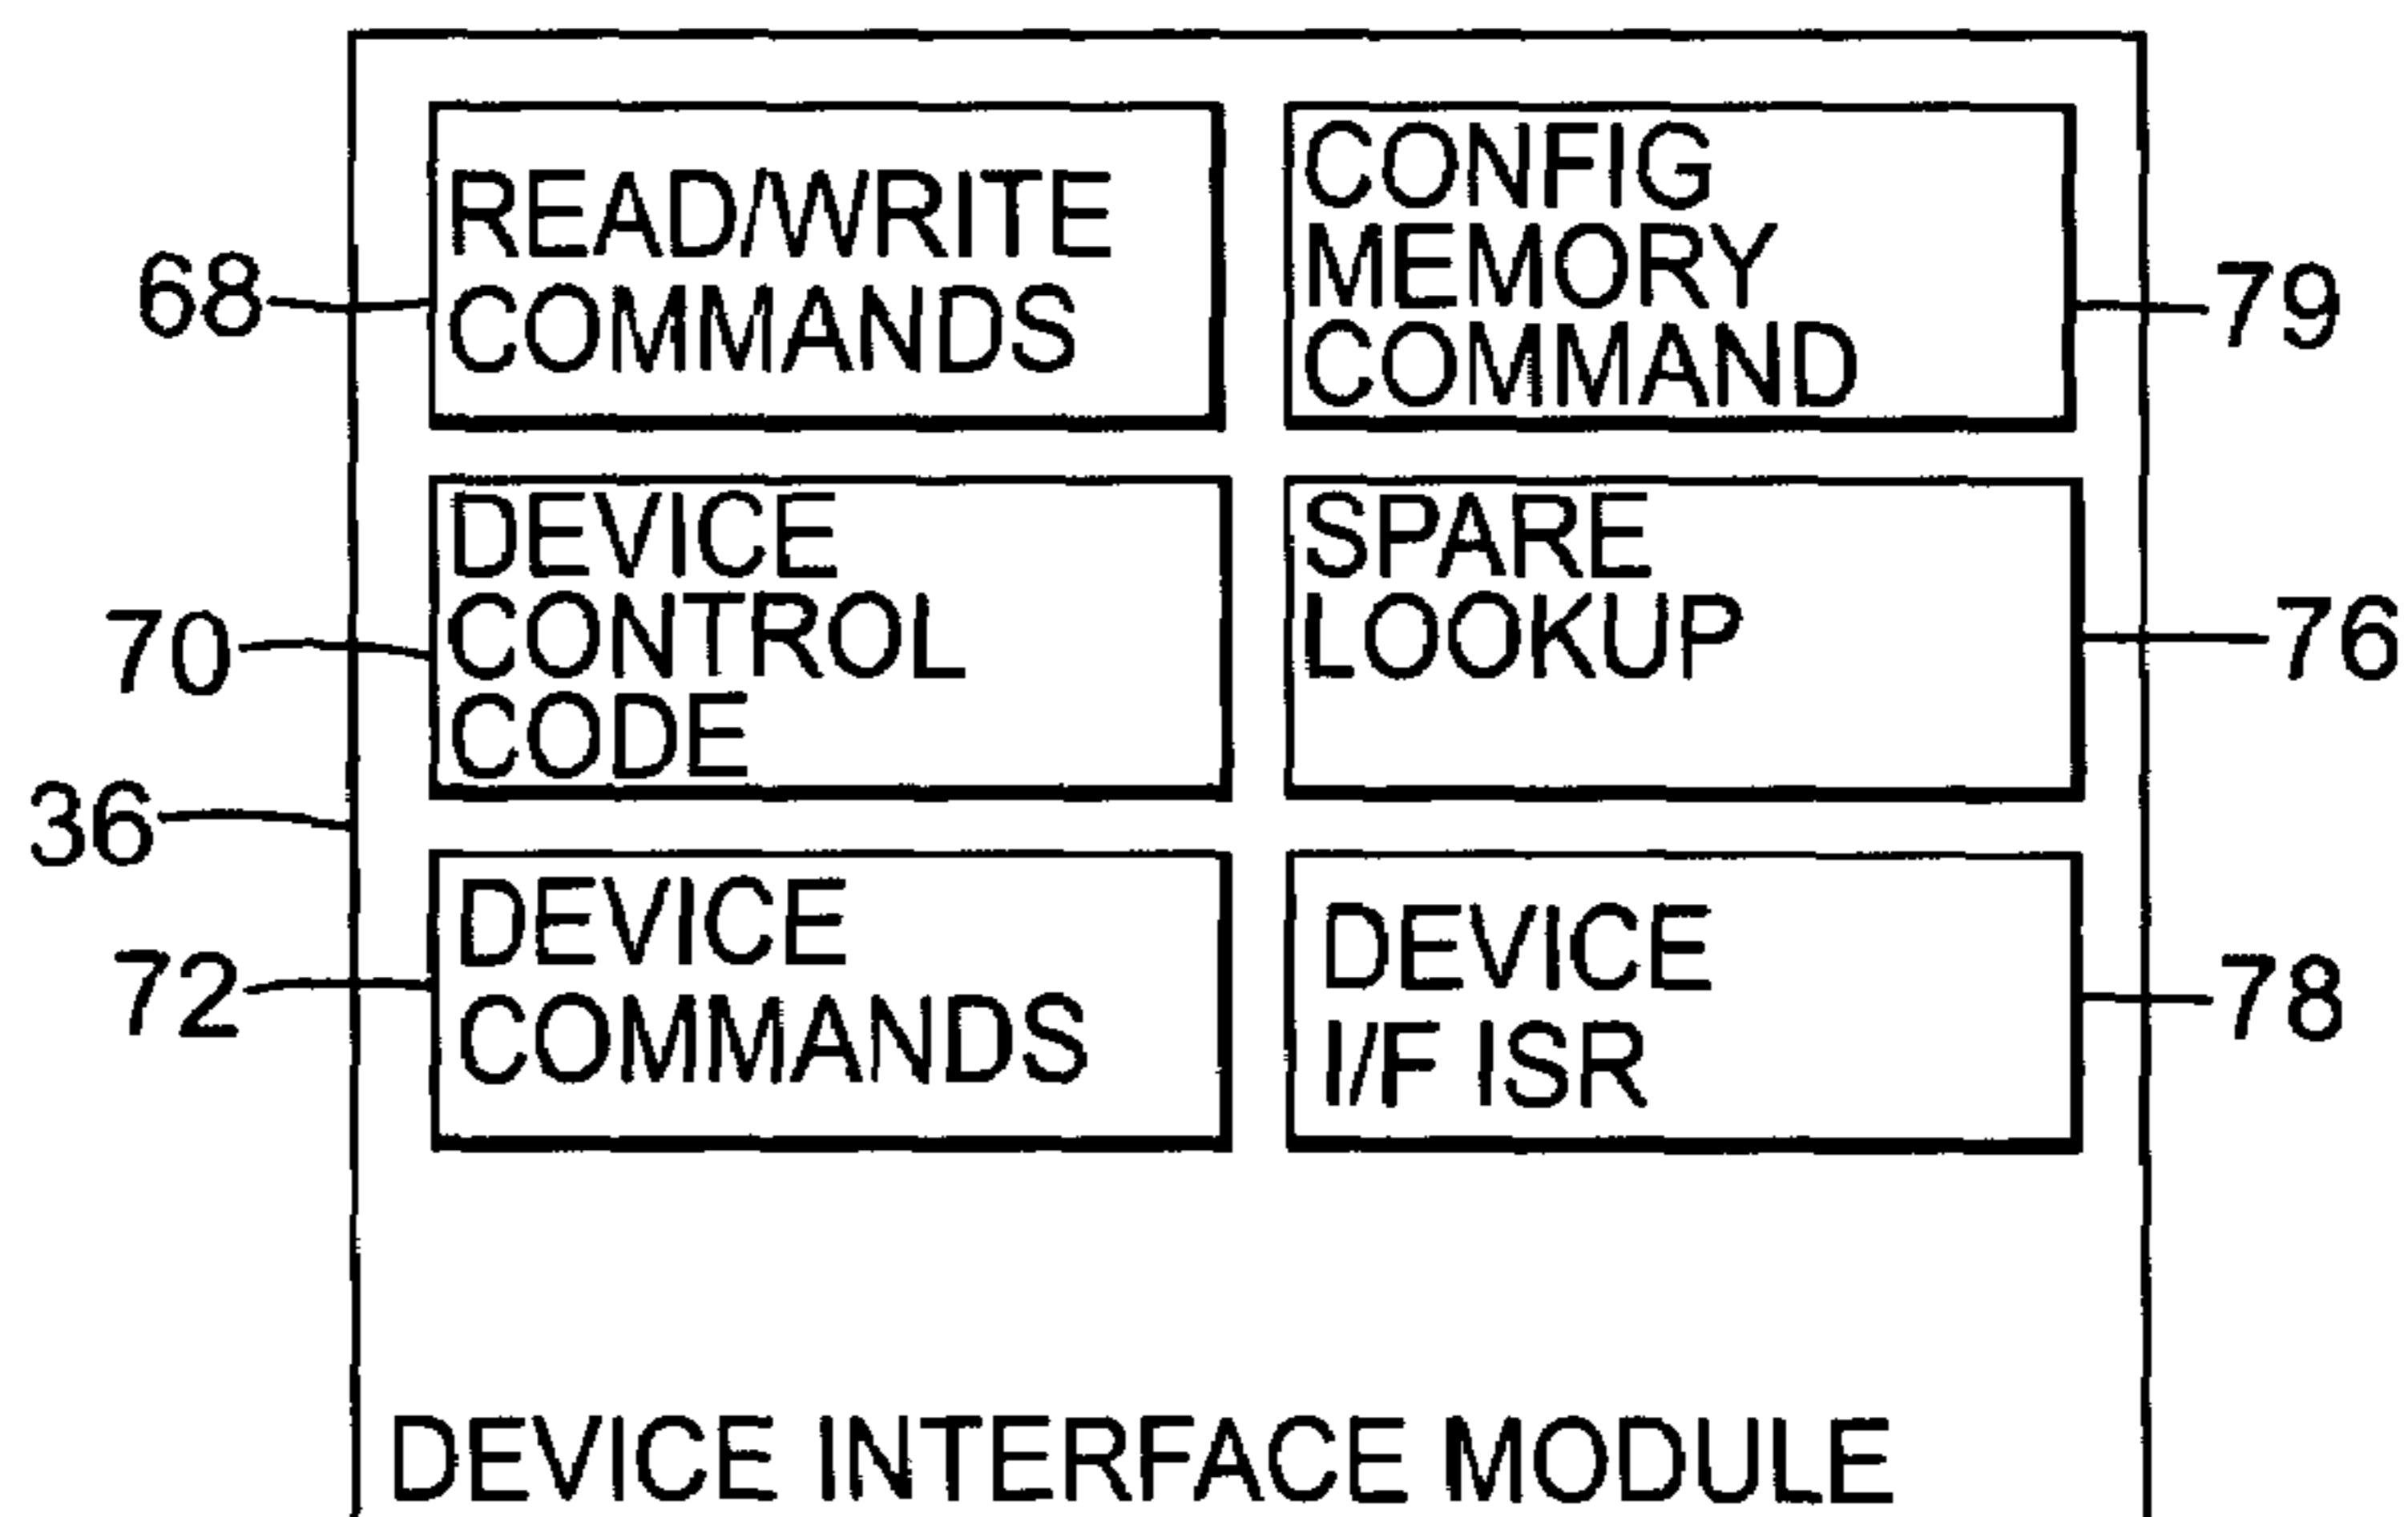 READ/WRITE
COMMANDS
68
CONFIG
MEMORY
COMMAND
79
DEVICE
CONTROL
CODE
70
SPARE
LOOKUP
76
36
DEVICE
COMMANDS
72
DEVICE
I/F ISR
78
DEVICE INTERFACE MODULE